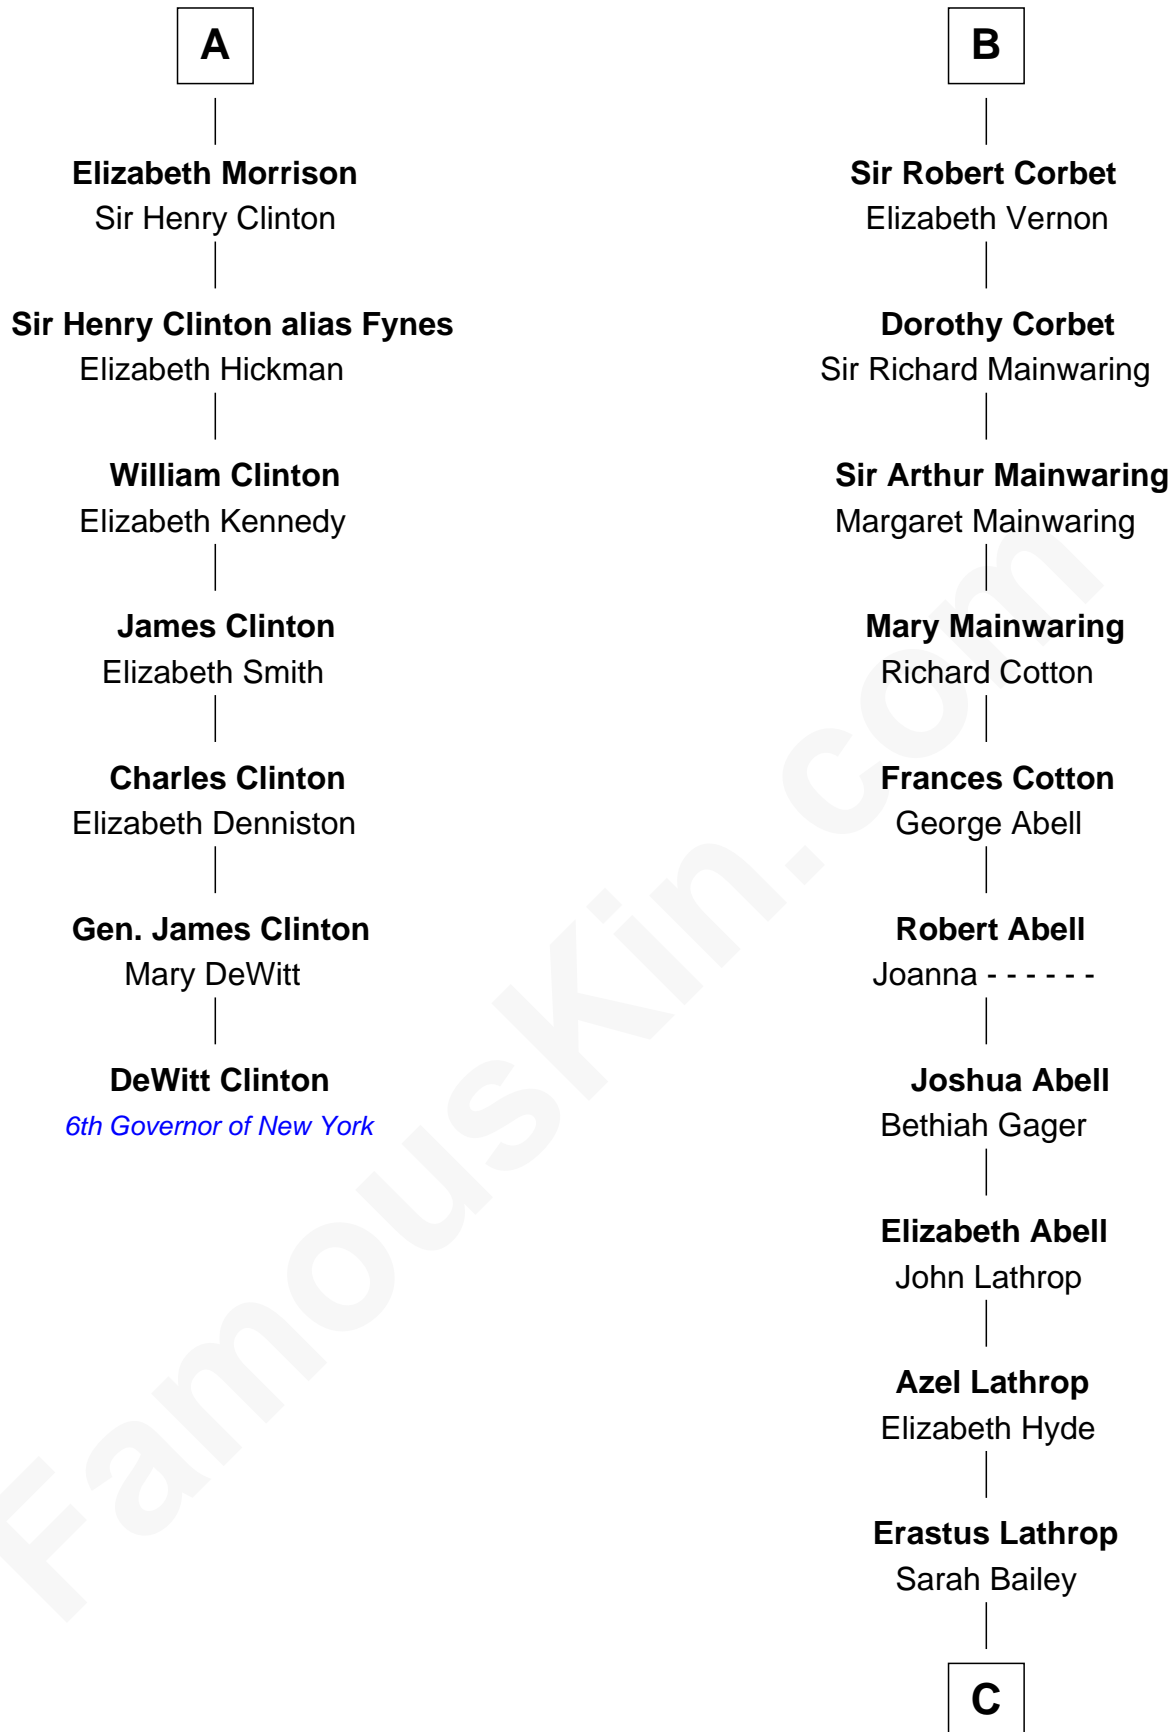 A
Elizabeth Morrison
Sir Henry Clinton
Sir Henry Clinton alias Fynes
Elizabeth Hickman
William Clinton
Elizabeth Kennedy
James Clinton
Elizabeth Smith
Charles Clinton
Elizabeth Denniston
Gen. James Clinton
Mary DeWitt
DeWitt Clinton
6th Governor of New York
B
Sir Robert Corbet
Elizabeth Vernon
Dorothy Corbet
Sir Richard Mainwaring
Sir Arthur Mainwaring
Margaret Mainwaring
Mary Mainwaring
Richard Cotton
Frances Cotton
George Abell
Robert Abell
Joanna - - - - - -
Joshua Abell
Bethiah Gager
Elizabeth Abell
John Lathrop
Azel Lathrop
Elizabeth Hyde
Erastus Lathrop
Sarah Bailey
C
FamousKin.com